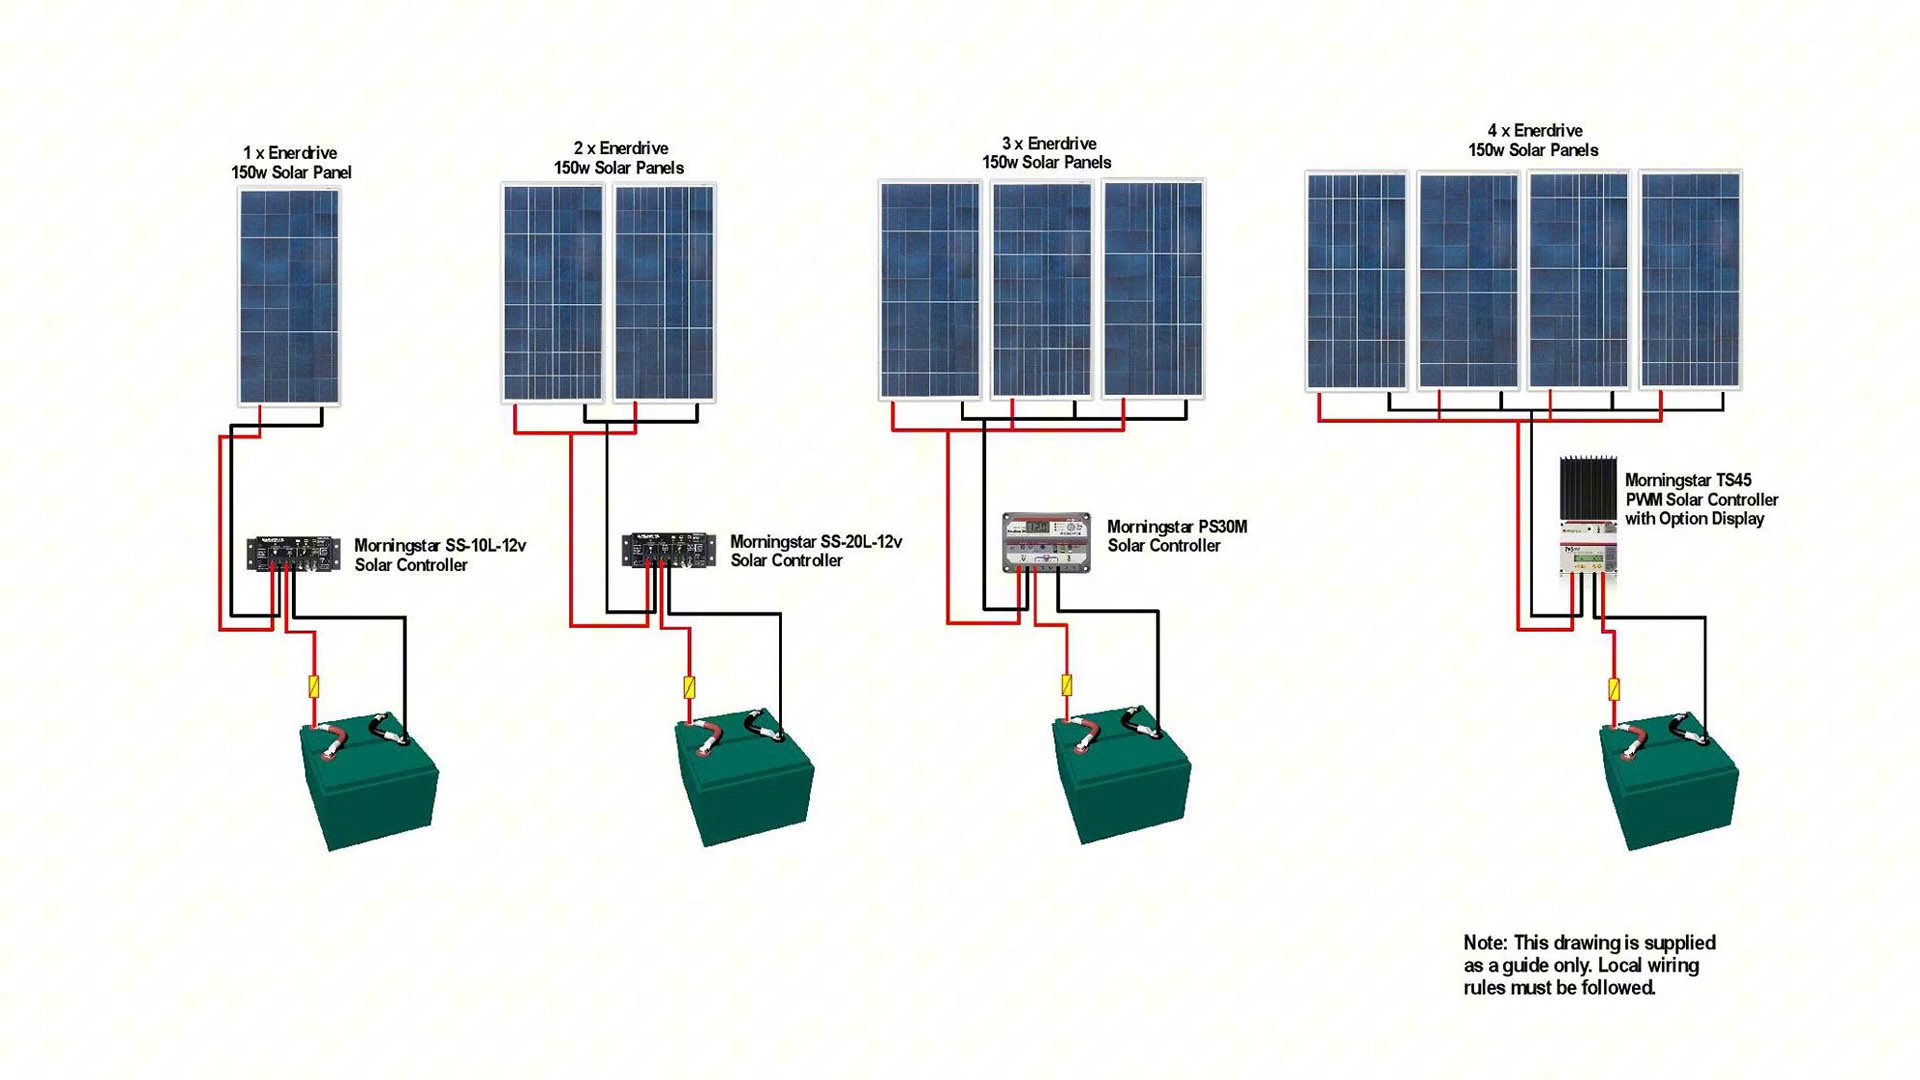 1 x Enerdrive
150w Solar Panel
2 x Enerdrive
150w Solar Panels
3 x Enerdrive
150w Solar Panels
4 x Enerdrive
150w Solar Panels
Morningstar SS-10L-12v
Solar Controller
Morningstar SS-20L-12v
Solar Controller
Morningstar PS30M
Solar Controller
Morningstar TS45
PWM Solar Controller
with Option Display
Note: This drawing is supplied
as a guide only. Local wiring
rules must be followed.